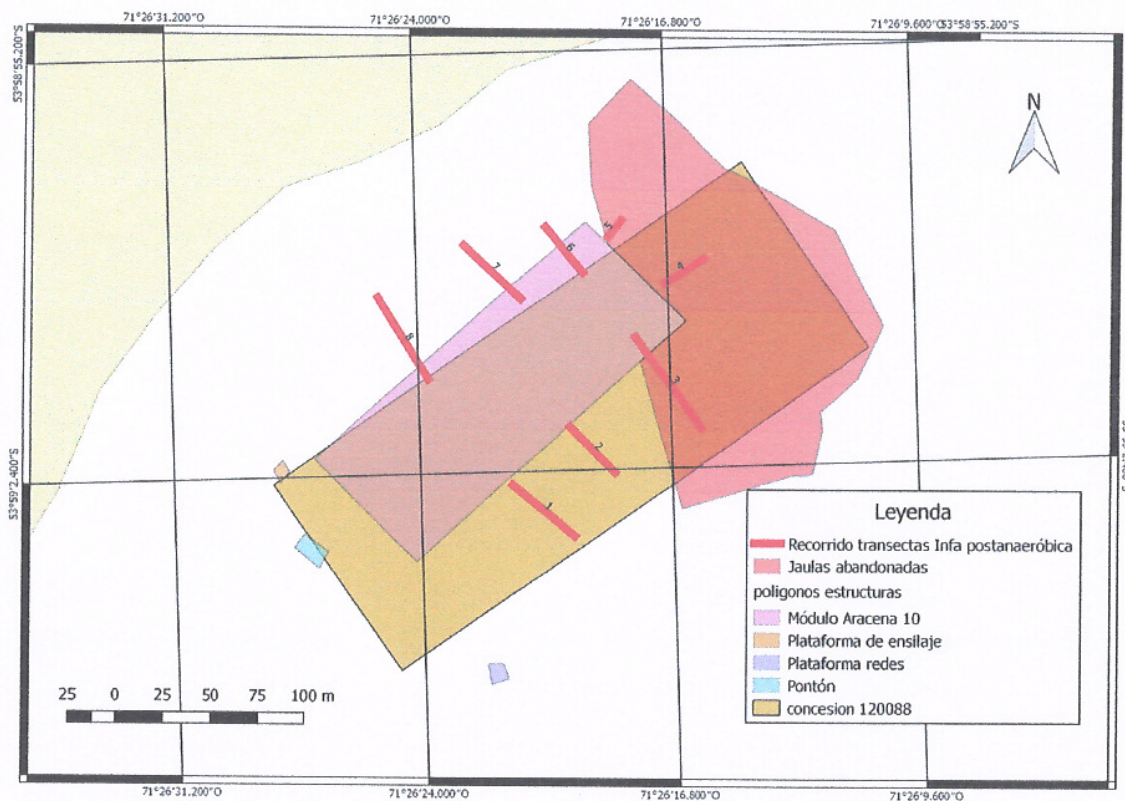 71°26'31.200"O 71°26'24.000"O 71°26'16.800"O 71°26'9.600"O 53°58'55.200"S
53°58'55.200"S
N
5
6
4
7
8
3
2
1
53°59'2.400"S
Leyenda
Recorrido transectas Infa postanaeróbica
Jaulas abandonadas
poligonos estructuras
Módulo Aracena 10
Plataforma de ensilaje
Plataforma redes
Pontón
concesion 120088
25 0 25 50 75 100 m
71°26'31.200"O 71°26'24.000"O 71°26'16.800"O 71°26'9.600"O